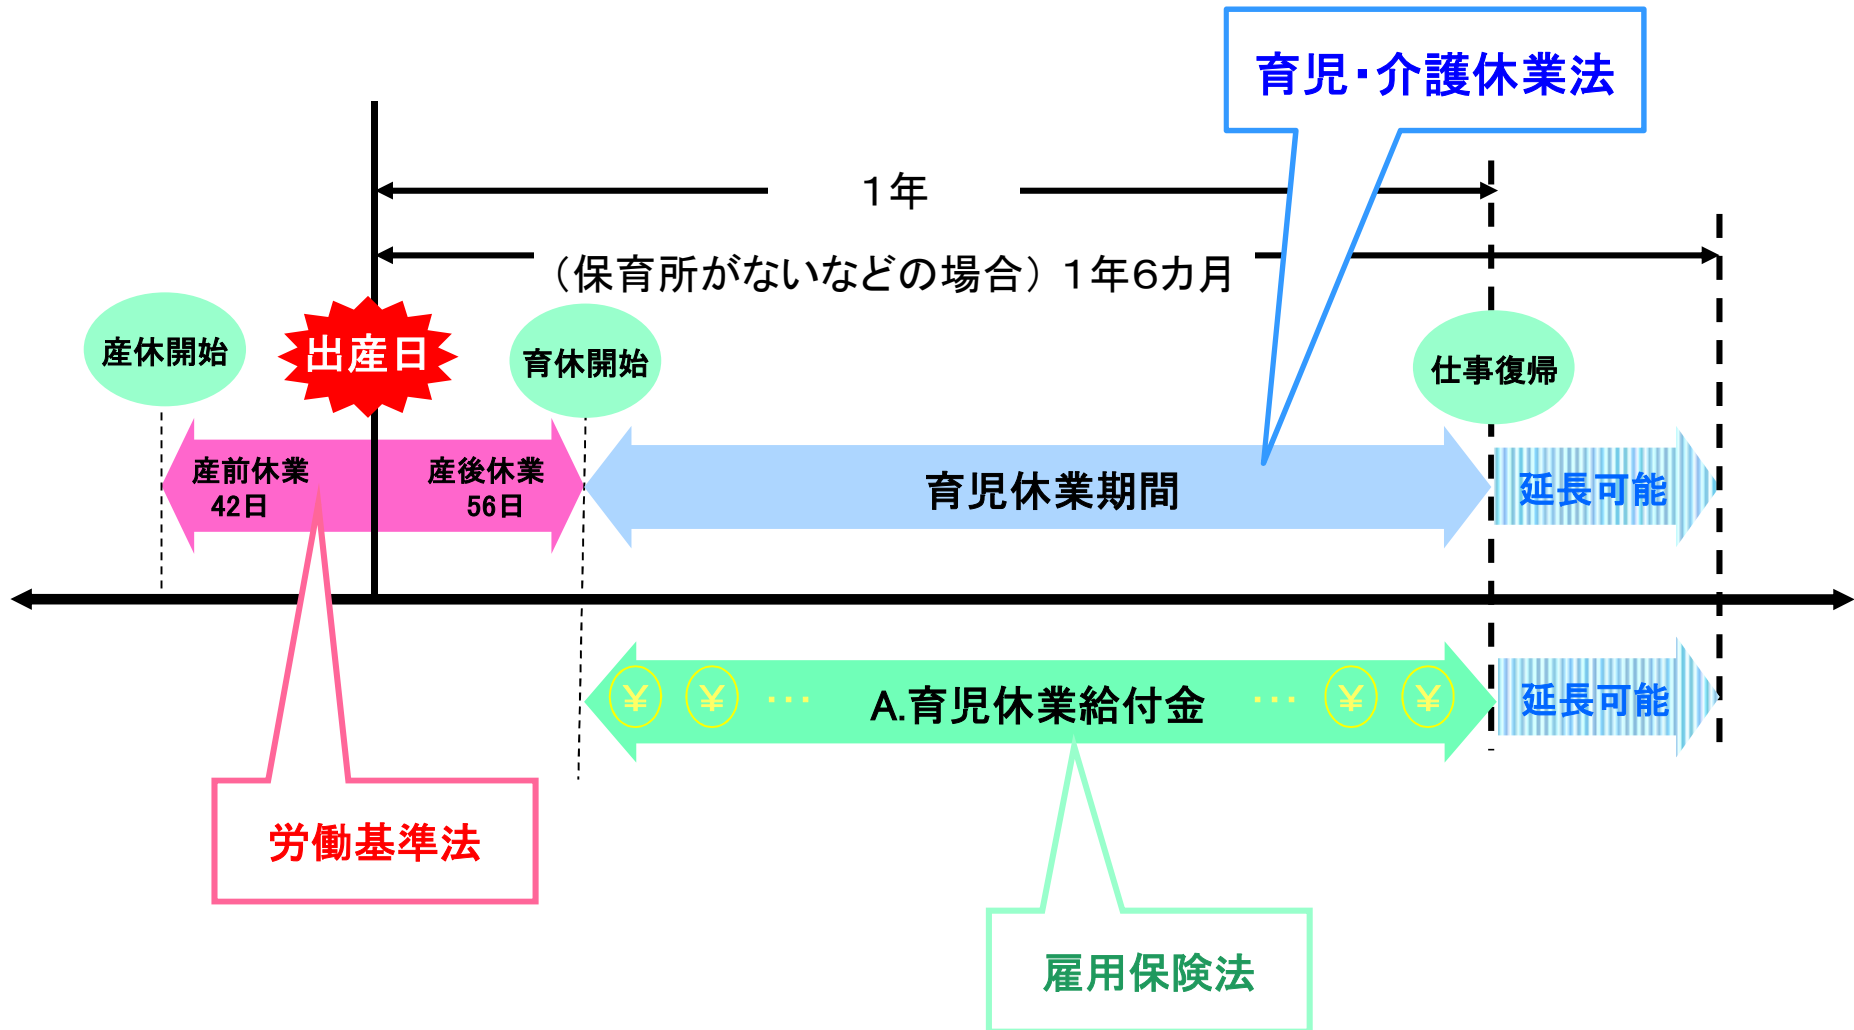 育児・介護休業法
１年
（保育所がないなどの場合）１年６カ月
産休開始
出産日
育休開始
仕事復帰
産前休業
42日
産後休業
56日
育児休業期間
延長可能
¥ ¥ ･･･ A.育児休業給付金 ･･･ ¥ ¥
延長可能
労働基準法
雇用保険法